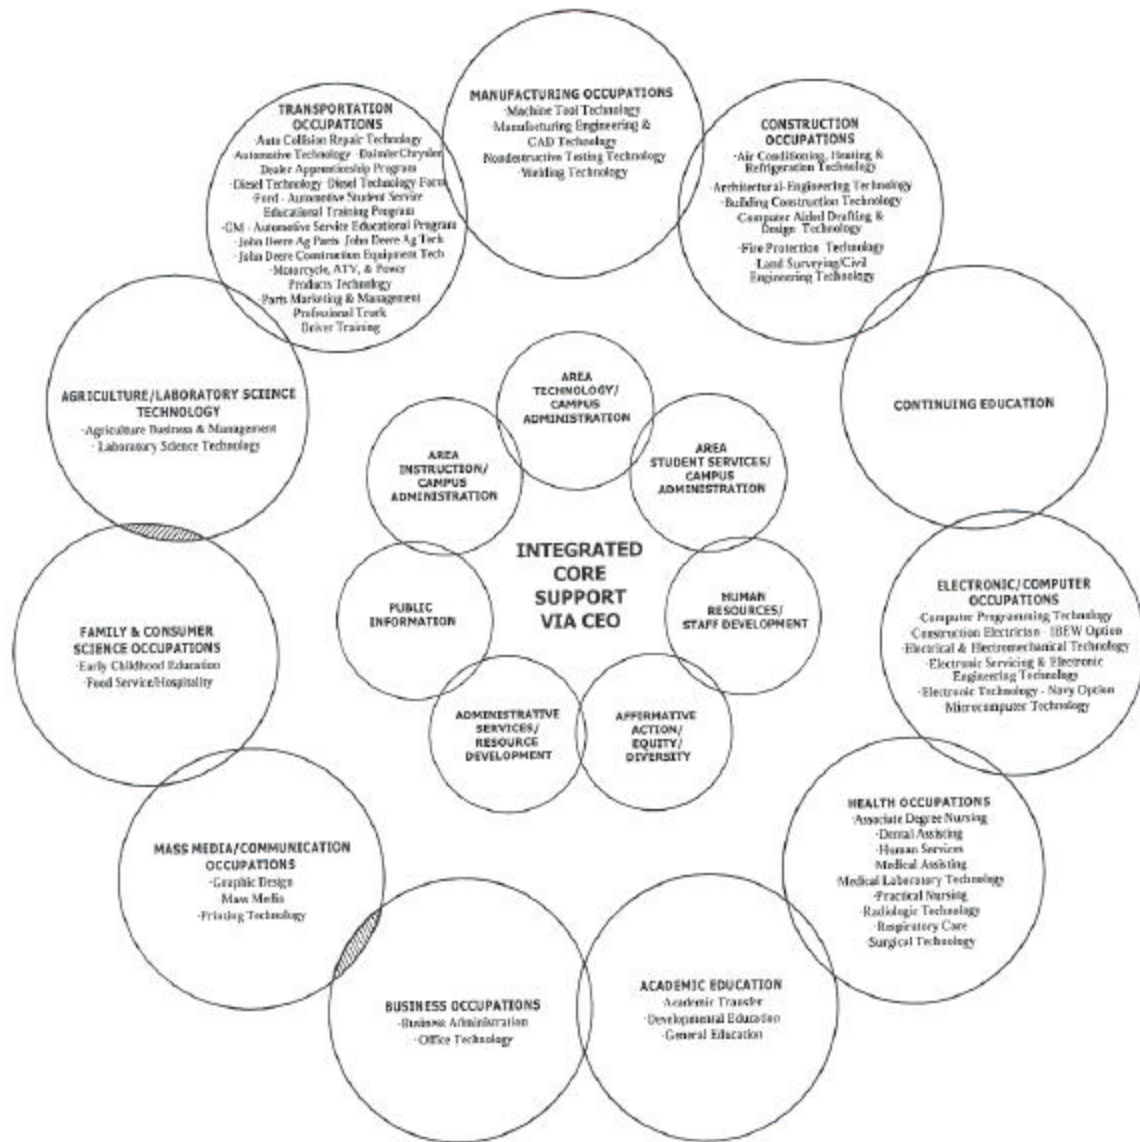 MANUFACTURING OCCUPATIONS
·Machine Tool Technology
·Manufacturing Engineering &
CAD Technology
Nondestructive Testing Technology
·Welding Technology
TRANSPORTATION
OCCUPATIONS
·Auto Collision Repair Technology
·Automotive Technology ·DaimlerChrysler
Dealer Apprenticeship Program
·Diesel Technology ·Diesel Technology-Farm
·Ford - Automotive Student Service
Educational Training Program
·GM - Automotive Service Educational Program
·John Deere Ag Parts ·John Deere Ag Tech
·John Deere Construction Equipment Tech
·Motorcycle, ATV, & Power
Products Technology
·Parts Marketing & Management
·Professional Truck
Driver Training
CONSTRUCTION
OCCUPATIONS
·Air Conditioning, Heating &
Refrigeration Technology
·Architectural-Engineering Technology
·Building Construction Technology
·Computer Aided Drafting &
Design Technology
·Fire Protection Technology
·Land Surveying/Civil
Engineering Technology
AGRICULTURE/LABORATORY SCIENCE
TECHNOLOGY
·Agriculture Business & Management
·Laboratory Science Technology
CONTINUING EDUCATION
AREA
TECHNOLOGY/
CAMPUS
ADMINISTRATION
AREA
INSTRUCTION/
CAMPUS
ADMINISTRATION
AREA
STUDENT SERVICES/
CAMPUS
ADMINISTRATION
INTEGRATED
CORE
SUPPORT
VIA CEO
PUBLIC
INFORMATION
HUMAN
RESOURCES/
STAFF DEVELOPMENT
ADMINISTRATIVE
SERVICES/
RESOURCE
DEVELOPMENT
AFFIRMATIVE
ACTION/
EQUITY/
DIVERSITY
FAMILY & CONSUMER
SCIENCE OCCUPATIONS
·Early Childhood Education
·Food Service/Hospitality
ELECTRONIC/COMPUTER
OCCUPATIONS
·Computer Programming Technology
·Construction Electrician - IBEW Option
·Electrical & Electromechanical Technology
·Electronic Servicing & Electronic
Engineering Technology
·Electronic Technology - Navy Option
Microcomputer Technology
MASS MEDIA/COMMUNICATION
OCCUPATIONS
·Graphic Design
·Mass Media
·Printing Technology
HEALTH OCCUPATIONS
·Associate Degree Nursing
·Dental Assisting
·Human Services
·Medical Assisting
·Medical Laboratory Technology
·Practical Nursing
·Radiologic Technology
·Respiratory Care
·Surgical Technology
BUSINESS OCCUPATIONS
·Business Administration
·Office Technology
ACADEMIC EDUCATION
·Academic Transfer
·Developmental Education
·General Education